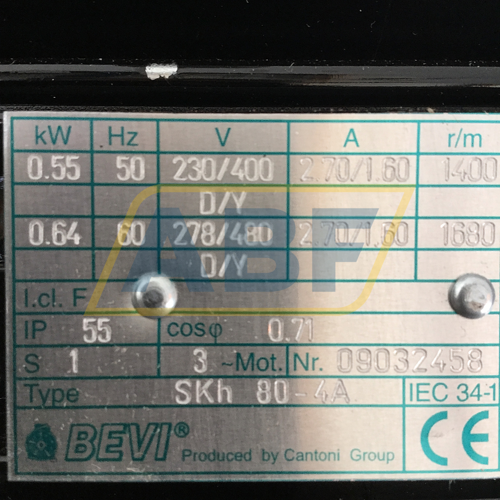 kW Hz V A r/m
0.55 50 230/400 2.70/1.60 1400
D/Y
0.64 60 278/480 2.70/1.60 1680
D/Y
I.cl. F
IP 55 cosφ 0.71
S 1 3 ~Mot. Nr. 09032458
Type SKh 80-4A IEC 34-1
BEVI® Produced by Cantoni Group CE
ABF